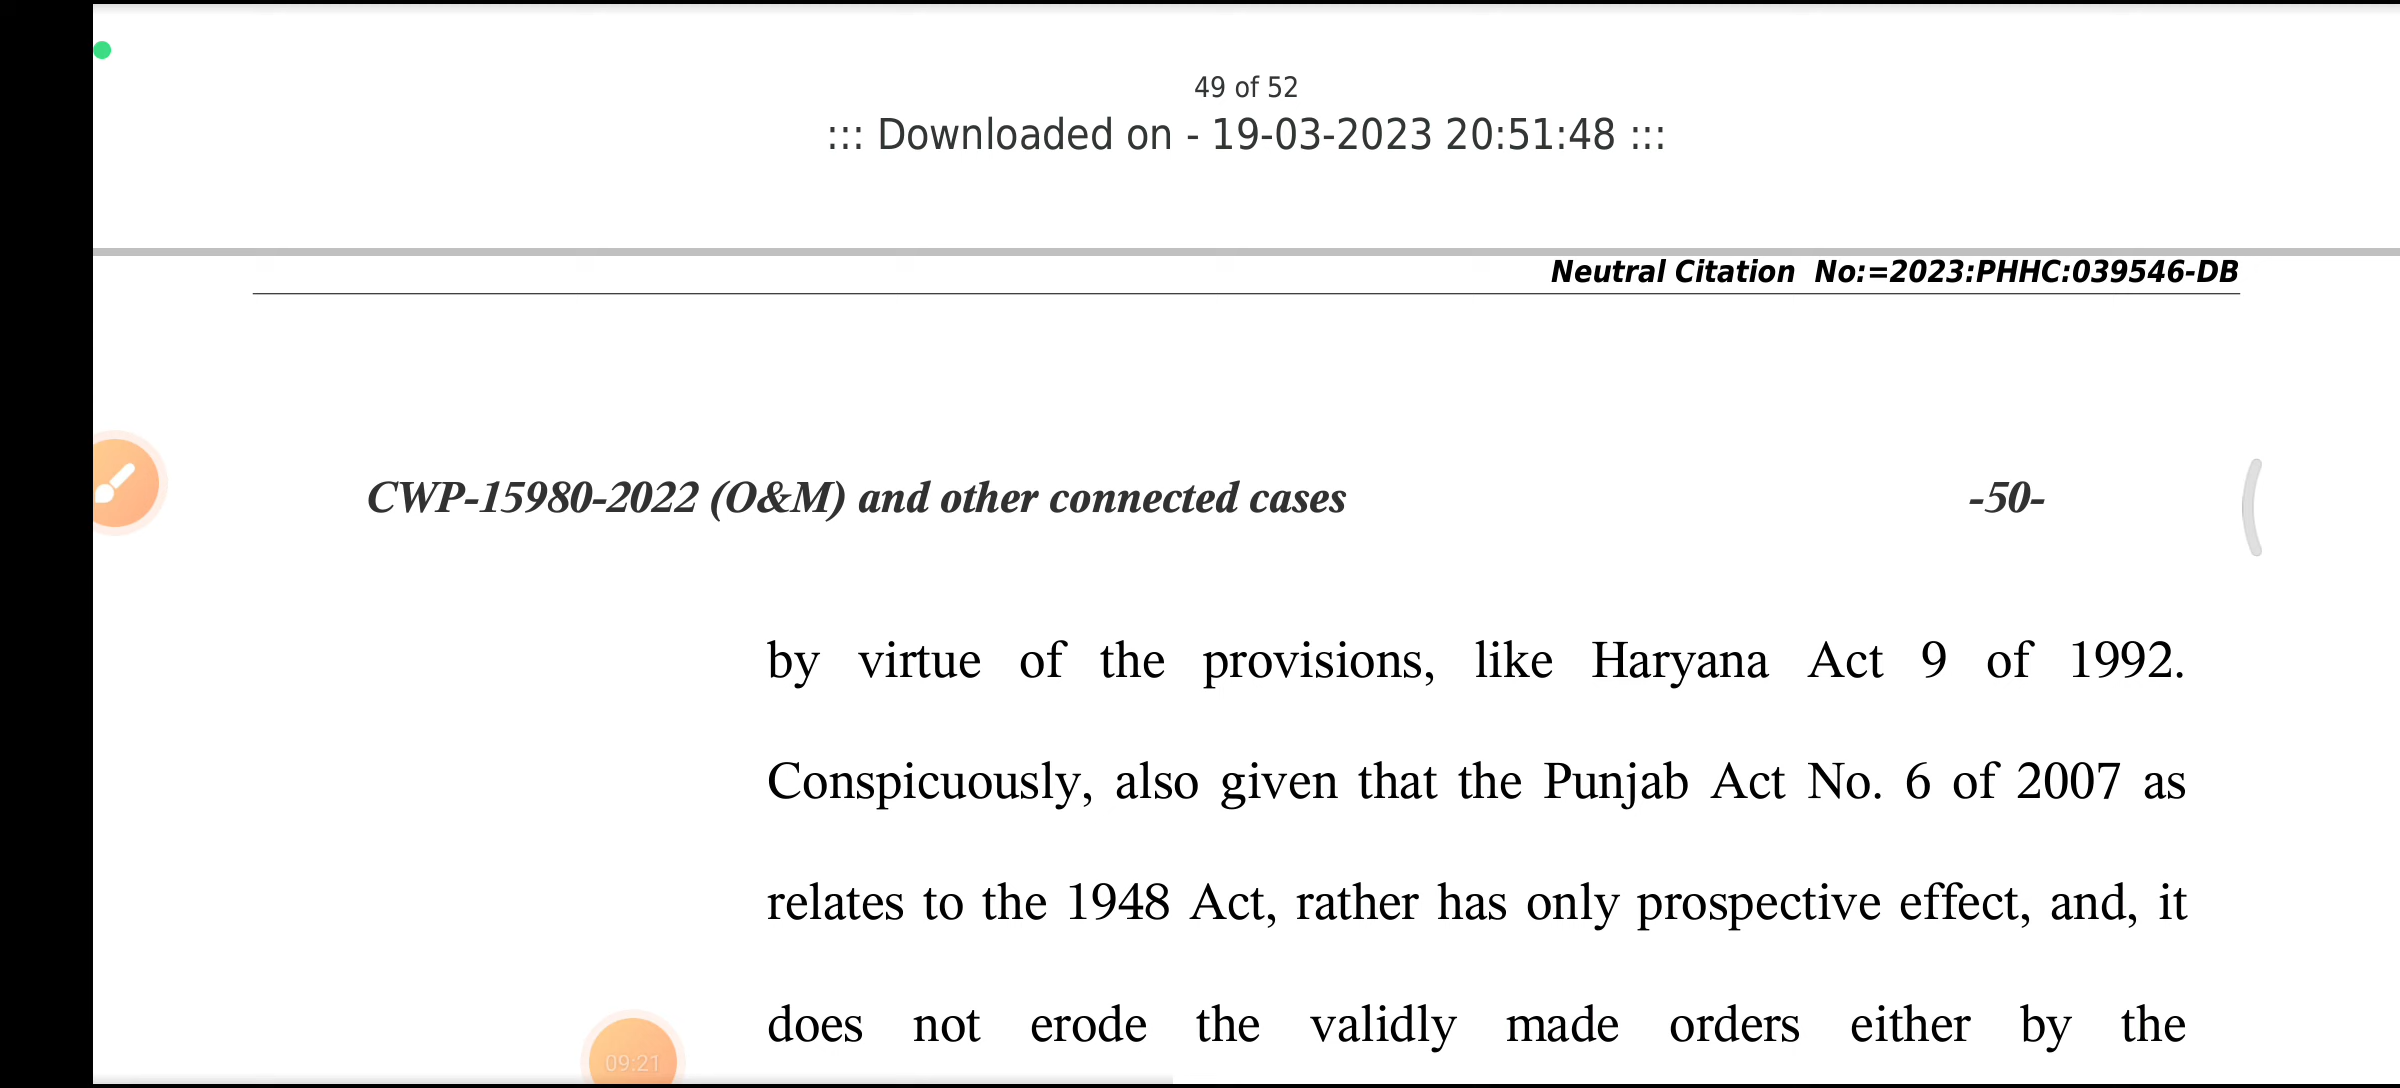 49 of 52
::: Downloaded on - 19-03-2023 20:51:48 :::
Neutral Citation No:=2023:PHHC:039546-DB
CWP-15980-2022 (O&M) and other connected cases -50-
by virtue of the provisions, like Haryana Act 9 of 1992.
Conspicuously, also given that the Punjab Act No. 6 of 2007 as
relates to the 1948 Act, rather has only prospective effect, and, it
does not erode the validly made orders either by the
09:21